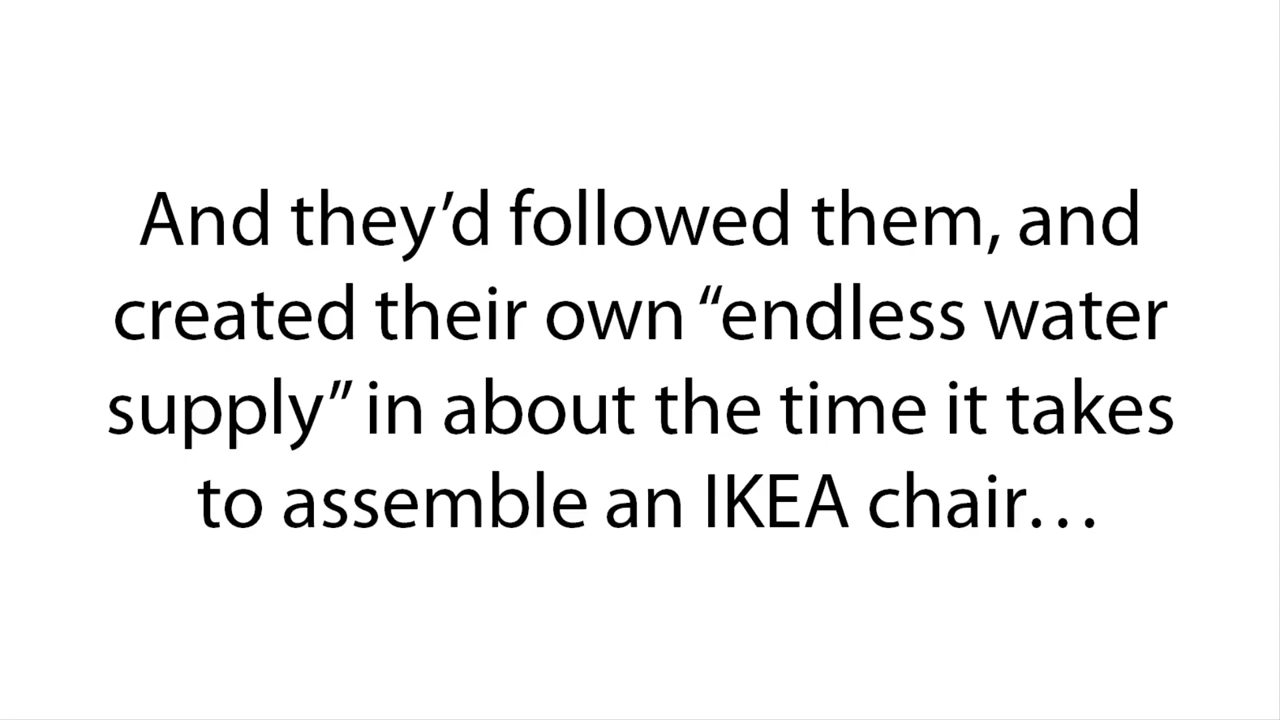 And they’d followed them, and
created their own “endless water
supply” in about the time it takes
to assemble an IKEA chair…